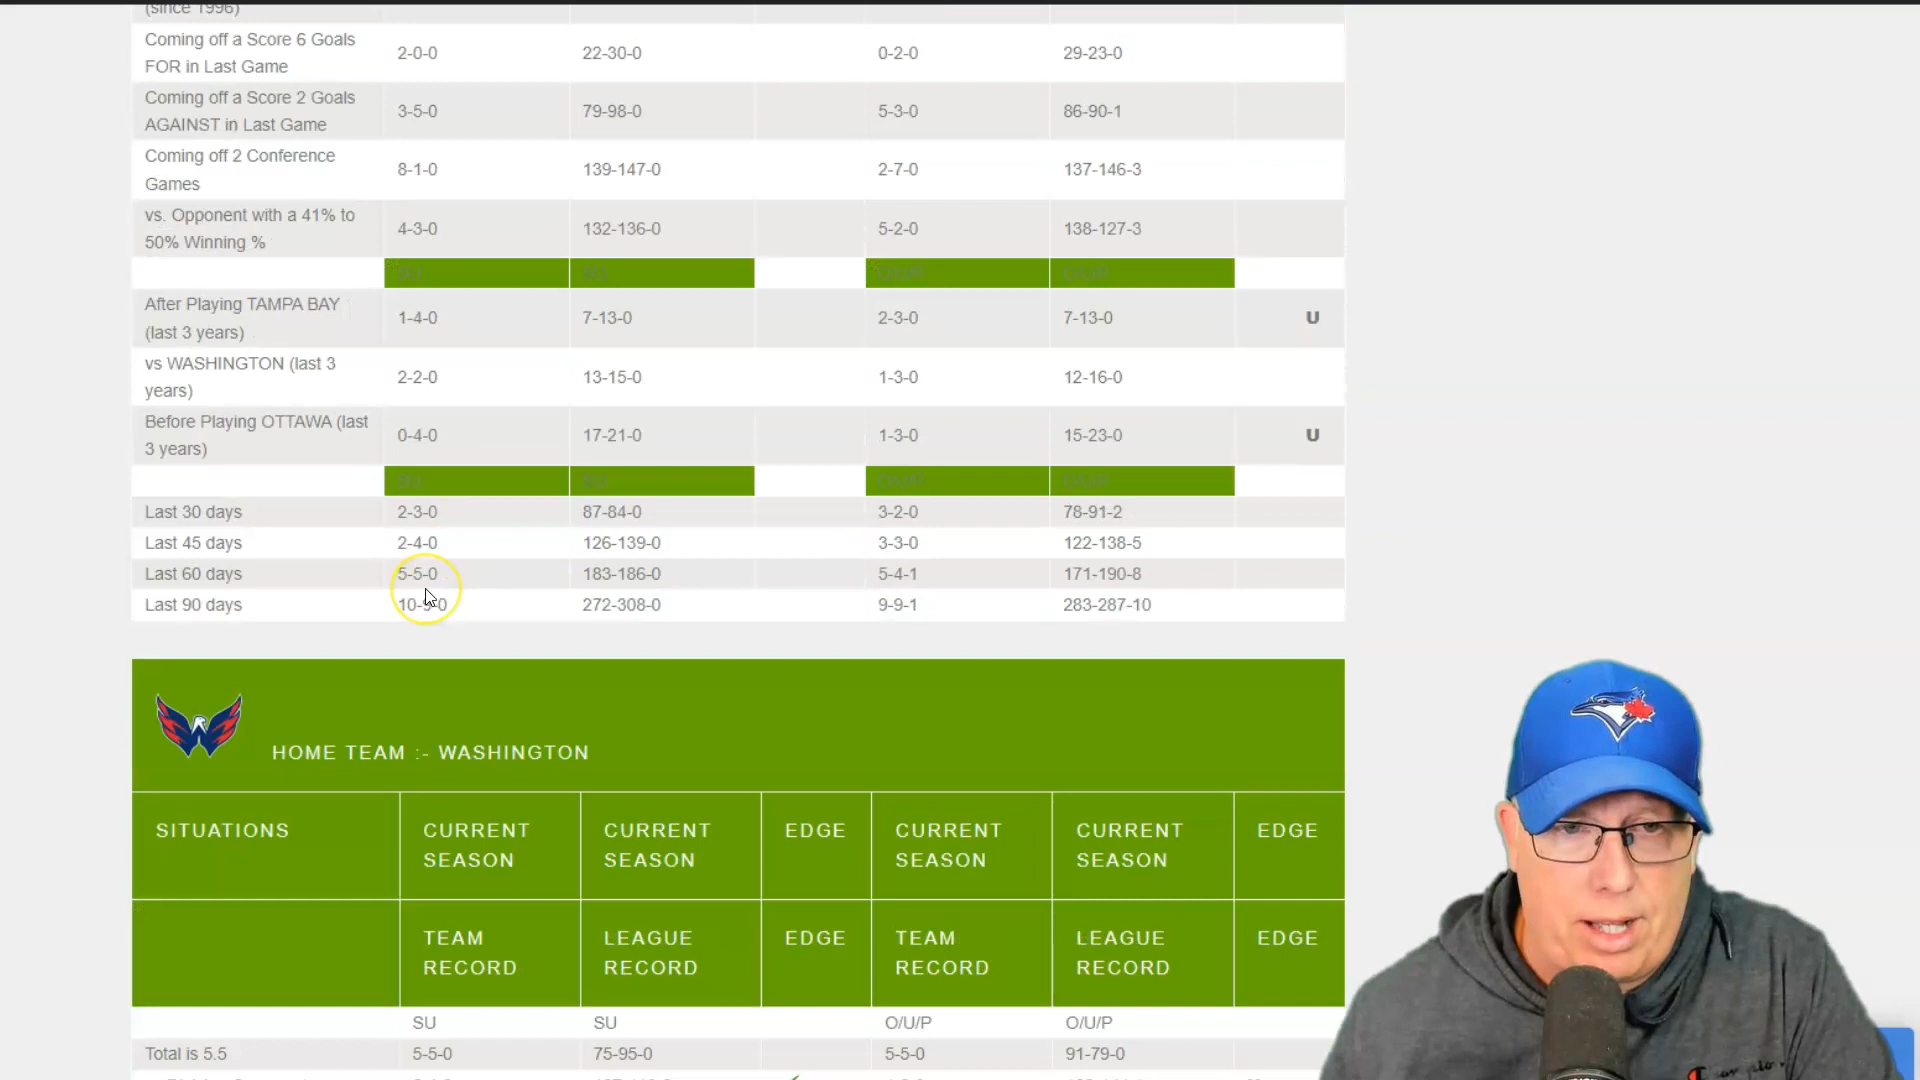 (since 1996)
Coming off a Score 6 Goals
FOR in Last Game
2-0-0 22-30-0 0-2-0 29-23-0
Coming off a Score 2 Goals
AGAINST in Last Game
3-5-0 79-98-0 5-3-0 86-90-1
Coming off 2 Conference
Games
8-1-0 139-147-0 2-7-0 137-146-3
vs. Opponent with a 41% to
50% Winning %
4-3-0 132-136-0 5-2-0 138-127-3
SU SU O/U/P O/U/P
After Playing TAMPA BAY
(last 3 years)
1-4-0 7-13-0 2-3-0 7-13-0 U
vs WASHINGTON (last 3
years)
2-2-0 13-15-0 1-3-0 12-16-0
Before Playing OTTAWA (last
3 years)
0-4-0 17-21-0 1-3-0 15-23-0 U
SU SU O/U/P O/U/P
Last 30 days 2-3-0 87-84-0 3-2-0 78-91-2
Last 45 days 2-4-0 126-139-0 3-3-0 122-138-5
Last 60 days 5-5-0 183-186-0 5-4-1 171-190-8
Last 90 days 10-9-0 272-308-0 9-9-1 283-287-10
HOME TEAM :- WASHINGTON
SITUATIONS CURRENT SEASON CURRENT SEASON EDGE CURRENT SEASON CURRENT SEASON EDGE
TEAM RECORD LEAGUE RECORD EDGE TEAM RECORD LEAGUE RECORD EDGE
SU SU O/U/P O/U/P
Total is 5.5 5-5-0 75-95-0 5-5-0 91-79-0